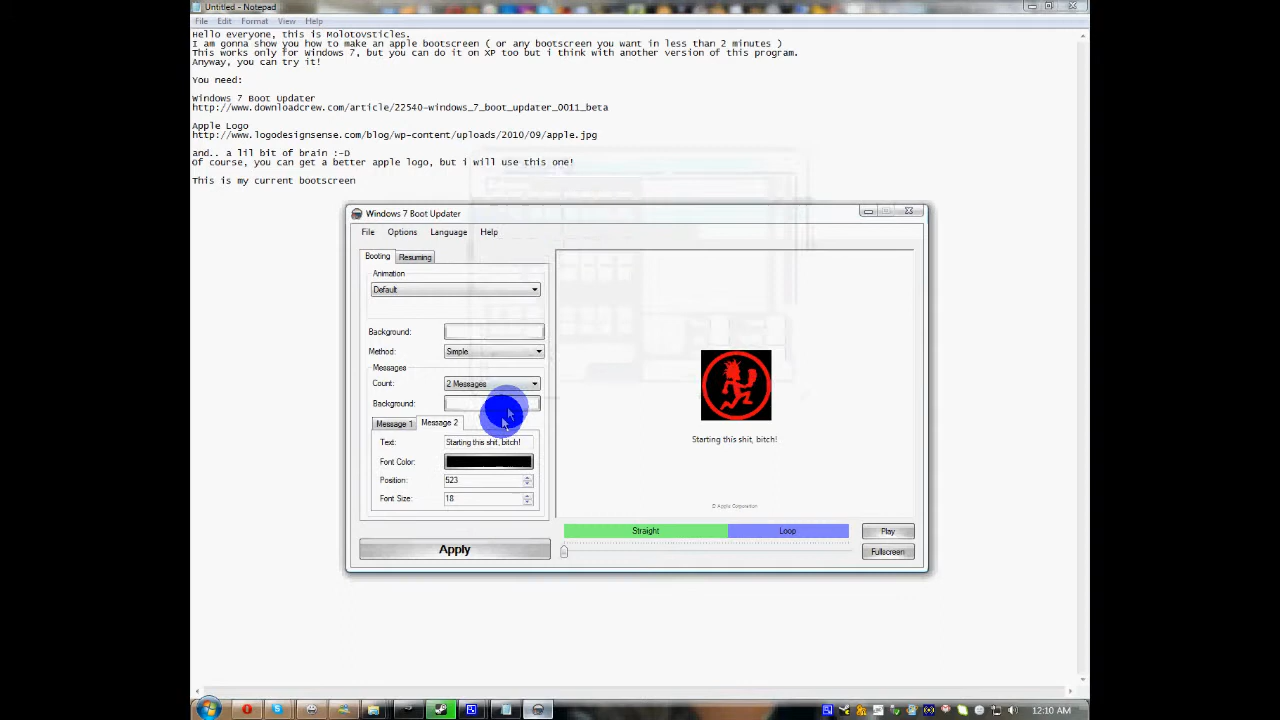 Untitled - Notepad
File Edit Format View Help
Hello everyone, this is Molotovsticles.
I am gonna show you how to make an apple bootscreen ( or any bootscreen you want in less than 2 minutes )
This works only for Windows 7, but you can do it on XP too but i think with another version of this program.
Anyway, you can try it!
You need:
Windows 7 Boot Updater
http://www.downloadcrew.com/article/22540-windows_7_boot_updater_0011_beta
Apple Logo
http://www.logodesignsense.com/blog/wp-content/uploads/2010/09/apple.jpg
and.. a lil bit of brain :-D
of course, you can get a better apple logo, but i will use this one!
This is my current bootscreen
Windows 7 Boot Updater
File Options Language Help
Booting Resuming
Animation
Default
Background:
Method: Simple
Messages
Count: 2 Messages
Background:
Message 1 Message 2
Text: Starting this shit, bitch!
Font Color:
Position: 523
Font Size: 18
Apply
Starting this shit, bitch!
Apple Corporation
Straight Loop
Play
Fullscreen
12:10 AM